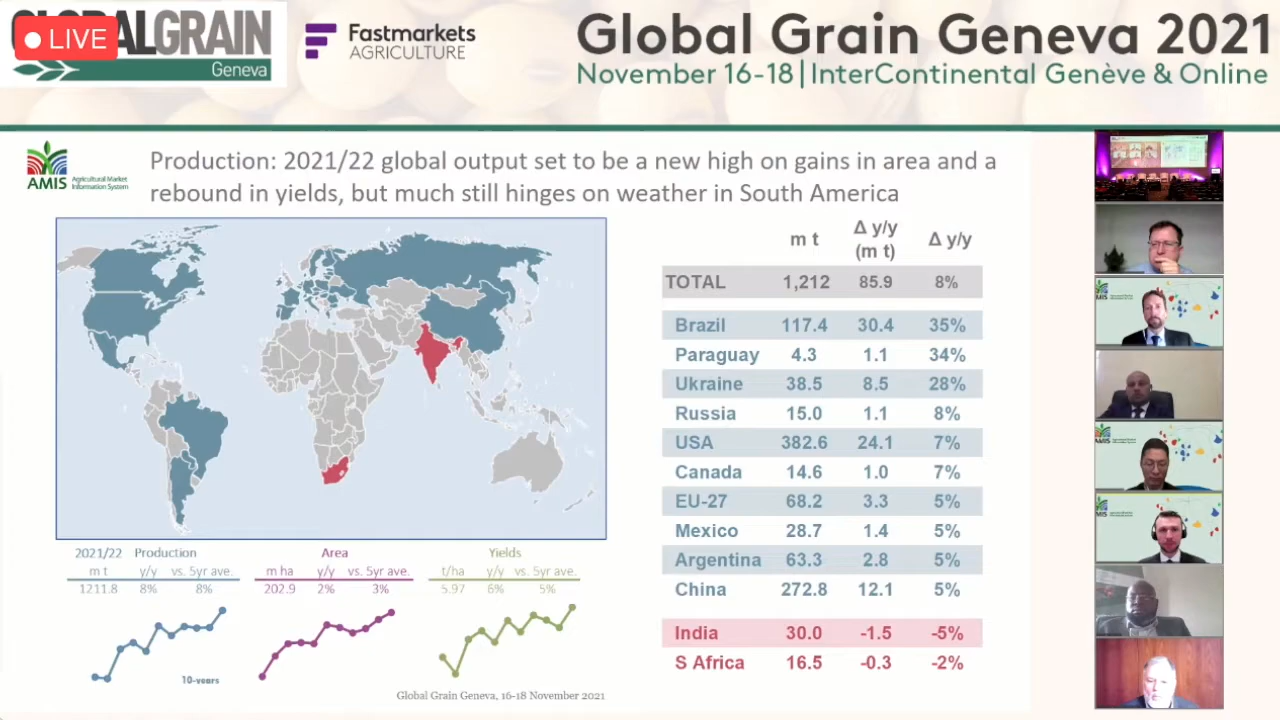 GLOBALGRAIN
Geneva
LIVE
Fastmarkets
AGRICULTURE
Global Grain Geneva 2021
November 16-18|InterContinental Genève & Online
AMIS Agricultural Market
Information System
Production: 2021/22 global output set to be a new high on gains in area and a
rebound in yields, but much still hinges on weather in South America
m t Δ y/y (m t) Δ y/y
TOTAL 1,212 85.9 8%
Brazil 117.4 30.4 35%
Paraguay 4.3 1.1 34%
Ukraine 38.5 8.5 28%
Russia 15.0 1.1 8%
USA 382.6 24.1 7%
Canada 14.6 1.0 7%
EU-27 68.2 3.3 5%
Mexico 28.7 1.4 5%
Argentina 63.3 2.8 5%
China 272.8 12.1 5%
India 30.0 -1.5 -5%
S Africa 16.5 -0.3 -2%
2021/22 Production
m t y/y vs. 5yr ave.
1211.8 8% 8%
Area
m ha y/y vs. 5yr ave.
202.9 2% 3%
Yields
t/ha y/y vs. 5yr ave.
5.97 6% 5%
10-years
Global Grain Geneva, 16-18 November 2021